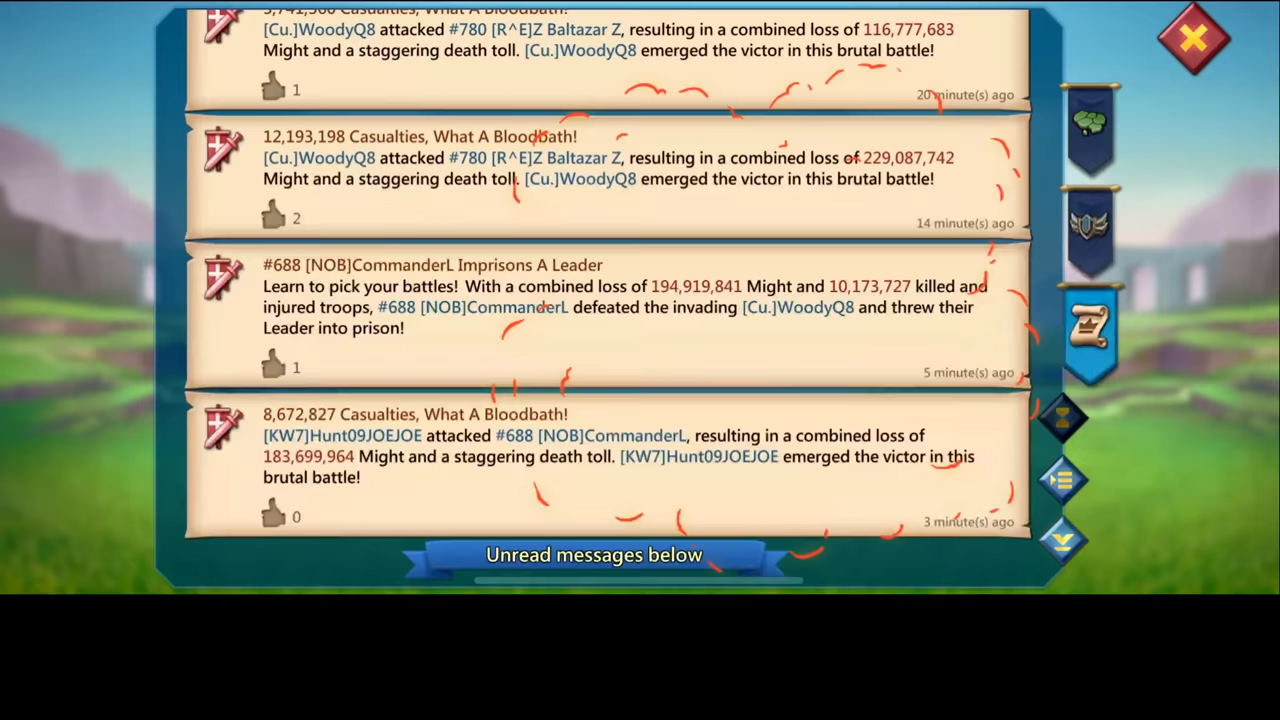 [Cu.]WoodyQ8 attacked #780 [R^E]Z Baltazar Z, resulting in a combined loss of 116,777,683
Might and a staggering death toll. [Cu.]WoodyQ8 emerged the victor in this brutal battle!
1
20 minute(s) ago
12,193,198 Casualties, What A Bloodbath!
[Cu.]WoodyQ8 attacked #780 [R^E]Z Baltazar Z, resulting in a combined loss of 229,087,742
Might and a staggering death toll. [Cu.]WoodyQ8 emerged the victor in this brutal battle!
2
14 minute(s) ago
#688 [NOB]CommanderL Imprisons A Leader
Learn to pick your battles! With a combined loss of 194,919,841 Might and 10,173,727 killed and
injured troops, #688 [NOB]CommanderL defeated the invading [Cu.]WoodyQ8 and threw their
Leader into prison!
1
5 minute(s) ago
8,672,827 Casualties, What A Bloodbath!
[KW7]Hunt09JOEJOE attacked #688 [NOB]CommanderL, resulting in a combined loss of
183,699,964 Might and a staggering death toll. [KW7]Hunt09JOEJOE emerged the victor in this
brutal battle!
0
3 minute(s) ago
Unread messages below